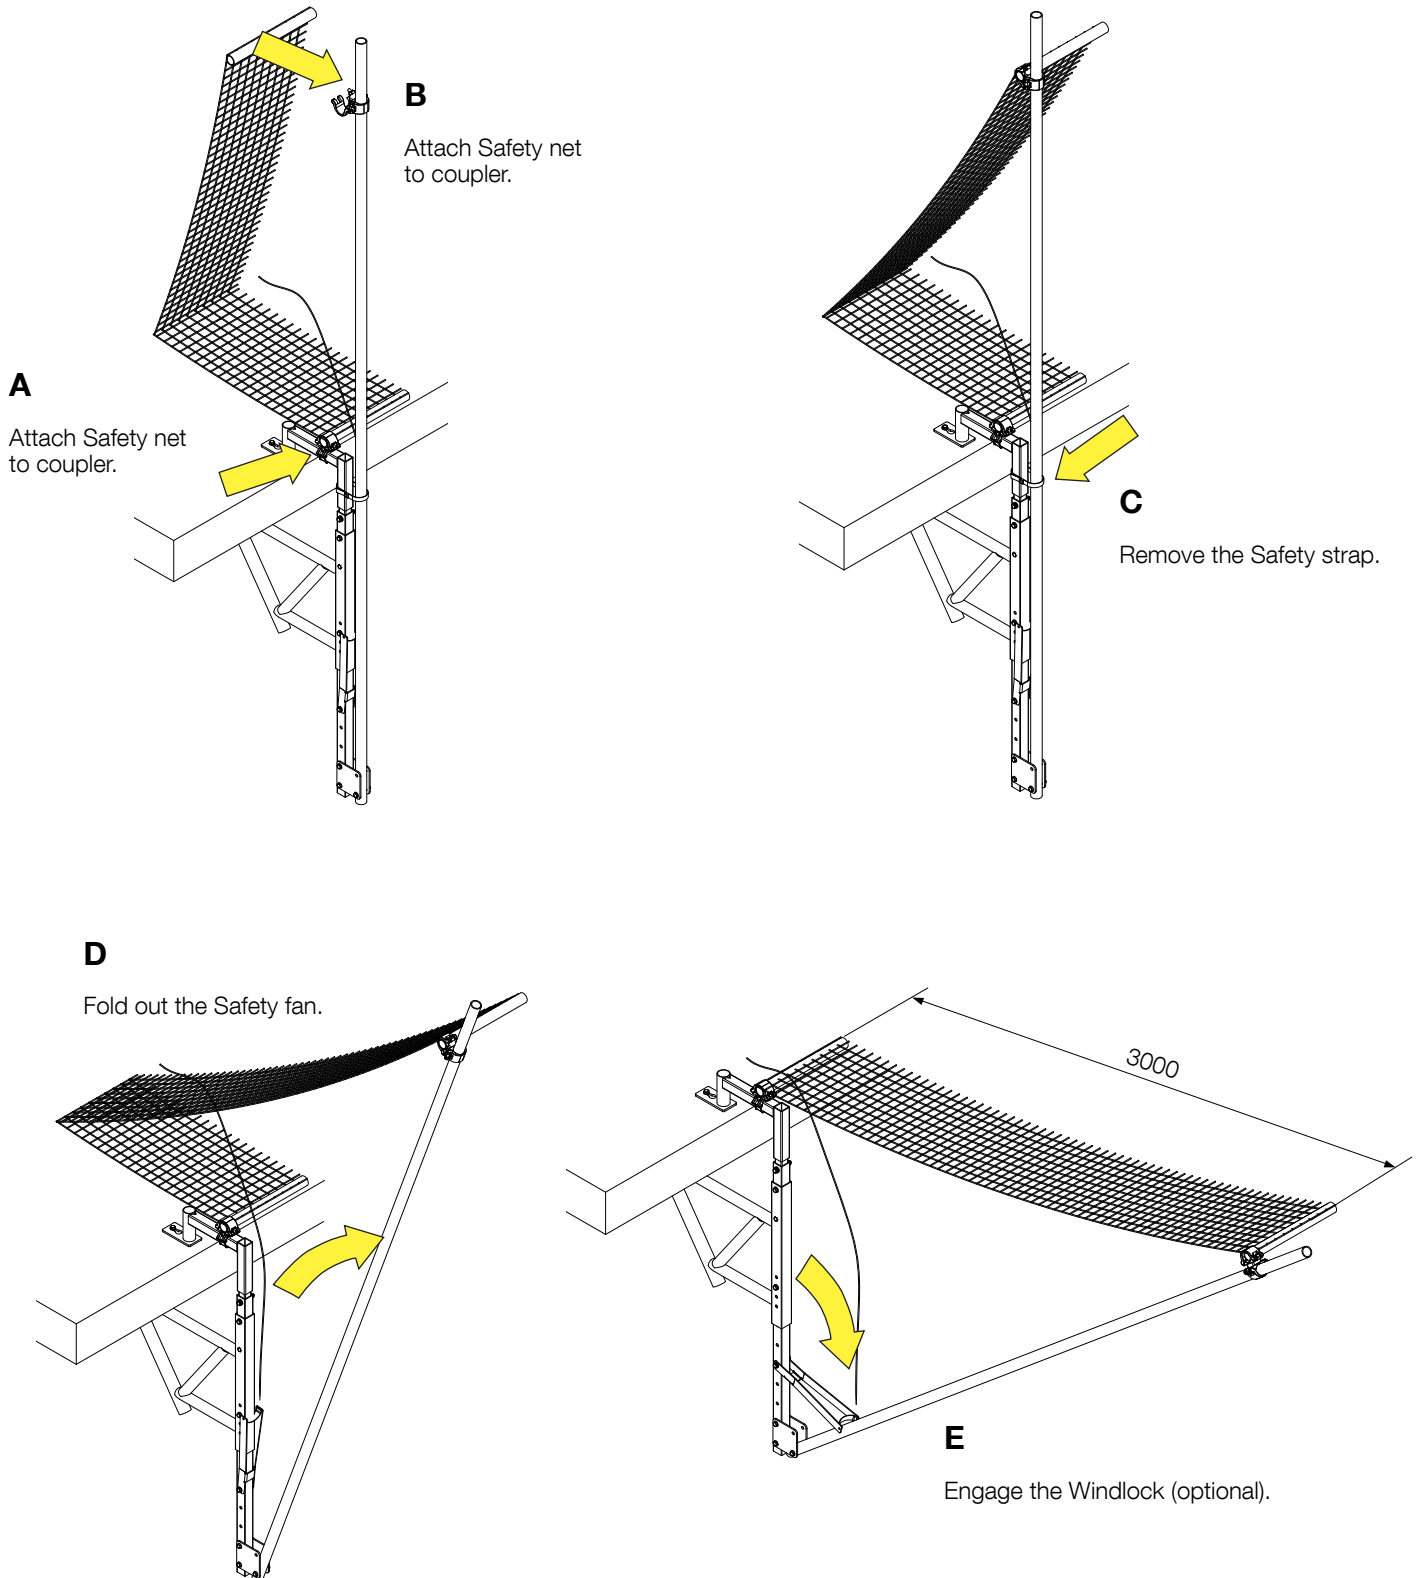 A
Attach Safety net
to coupler.
B
Attach Safety net
to coupler.
C
Remove the Safety strap.
D
Fold out the Safety fan.
3000
E
Engage the Windlock (optional).